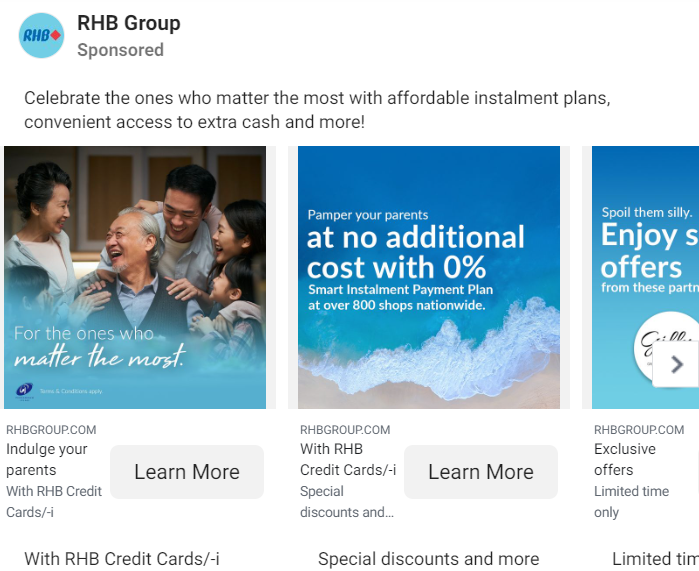 RHB
RHB Group
Sponsored
Celebrate the ones who matter the most with affordable instalment plans,
convenient access to extra cash and more!
For the ones who
matter the most.
Terms & Conditions apply.
RHBGROUP.COM
Indulge your
parents
With RHB Credit
Cards/-i
Learn More
With RHB Credit Cards/-i
Pamper your parents
at no additional
cost with 0%
Smart Instalment Payment Plan
at over 800 shops nationwide.
RHBGROUP.COM
With RHB
Credit Cards/-i
Special
discounts and...
Learn More
Special discounts and more
Spoil them silly.
Enjoy s
offers
from these partn
RHBGROUP.COM
Exclusive
offers
Limited time
only
Limited tim